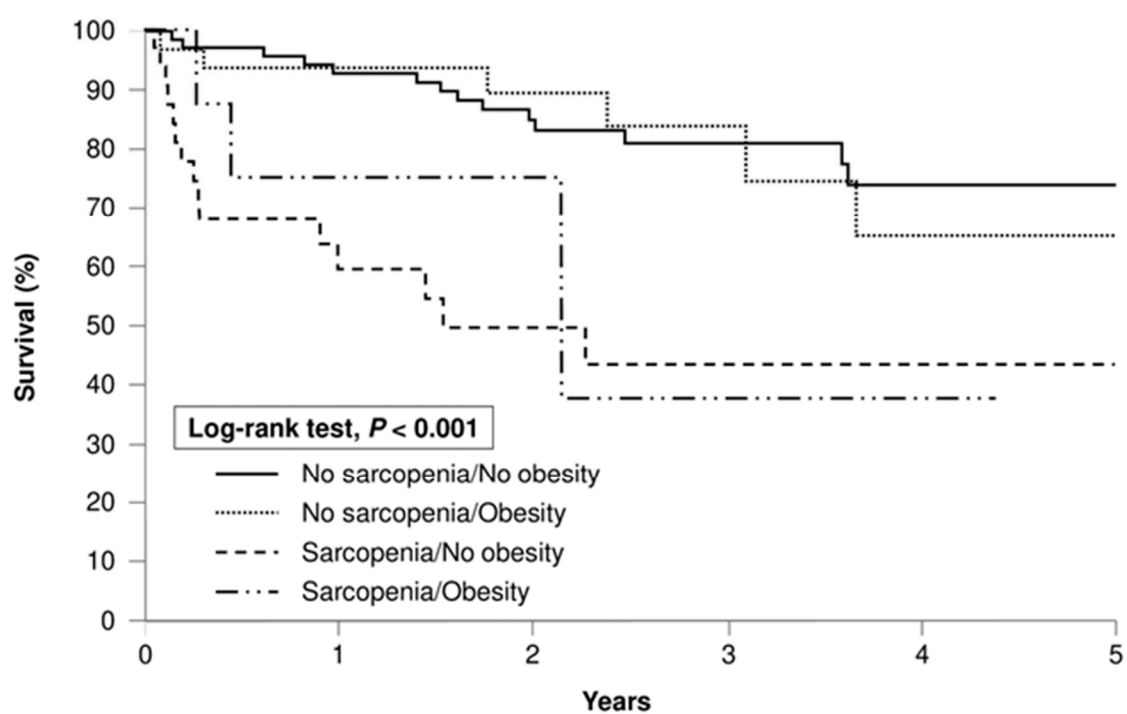 100
90
80
70
60
50
40
30
20
10
0
Survival (%)
Log-rank test, P < 0.001
No sarcopenia/No obesity
No sarcopenia/Obesity
Sarcopenia/No obesity
Sarcopenia/Obesity
0 1 2 3 4 5
Years